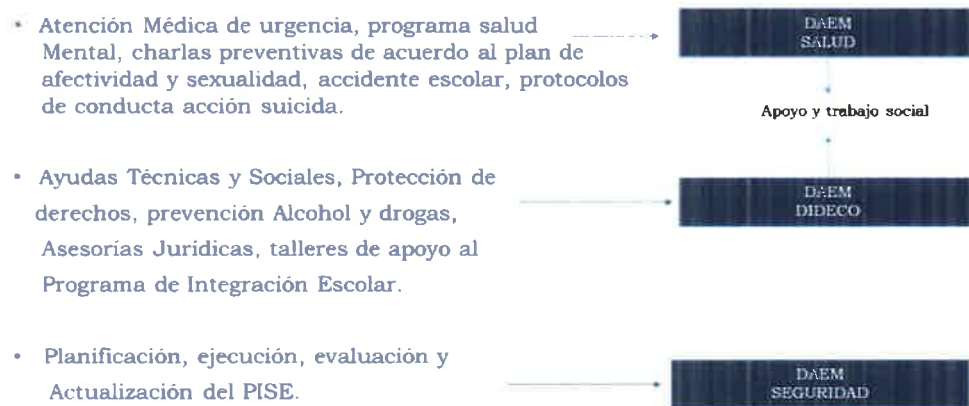 • Atención Médica de urgencia, programa salud
Mental, charlas preventivas de acuerdo al plan de
afectividad y sexualidad, accidente escolar, protocolos
de conducta acción suicida.
DAEM
SALUD
Apoyo y trabajo social
• Ayudas Técnicas y Sociales, Protección de
derechos, prevención Alcohol y drogas,
Asesorías Jurídicas, talleres de apoyo al
Programa de Integración Escolar.
DAEM
DIDECO
• Planificación, ejecución, evaluación y
Actualización del PISE.
DAEM
SEGURIDAD